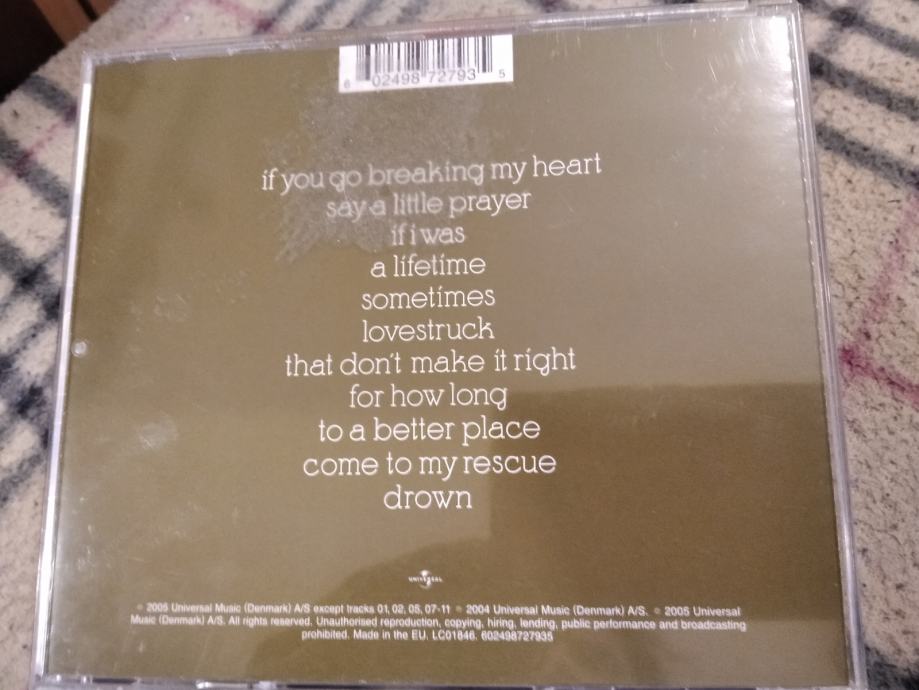 6 02498 72793 5
if you go breaking my heart
say a little prayer
if i was
a lifetime
sometimes
lovestruck
that don't make it right
for how long
to a better place
come to my rescue
drown
UNIVERSAL
℗ 2005 Universal Music (Denmark) A/S except tracks 01, 02, 05, 07-11 ℗ 2004 Universal Music (Denmark) A/S. © 2005 Universal
Music (Denmark) A/S. All rights reserved. Unauthorised reproduction, copying, hiring, lending, public performance and broadcasting
prohibited. Made in the EU. LC01846. 602498727935